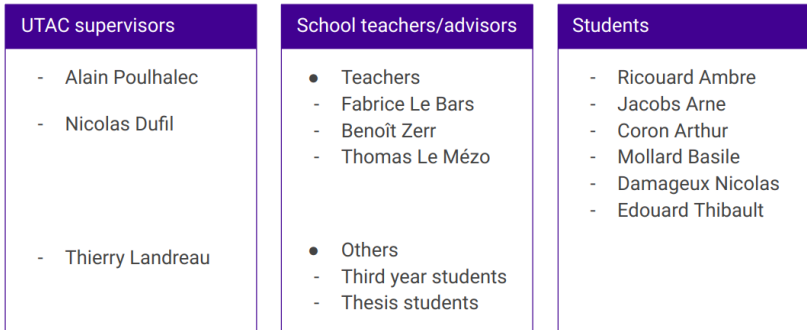 UTAC supervisors
- Alain Poulhalec
- Nicolas Dufil
- Thierry Landreau
School teachers/advisors
● Teachers
- Fabrice Le Bars
- Benoît Zerr
- Thomas Le Mézo
● Others
- Third year students
- Thesis students
Students
- Ricouard Ambre
- Jacobs Arne
- Coron Arthur
- Mollard Basile
- Damageux Nicolas
- Edouard Thibault